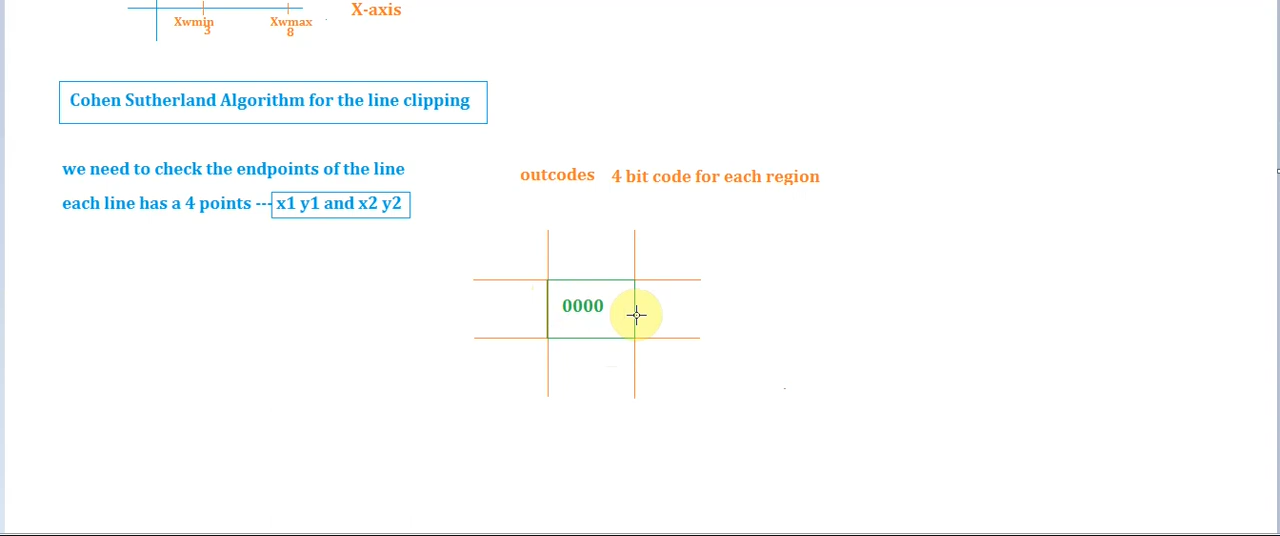 X-axis
Xwmin Xwmax
3 8
Cohen Sutherland Algorithm for the line clipping
we need to check the endpoints of the line
outcodes 4 bit code for each region
each line has a 4 points --- x1 y1 and x2 y2
0000